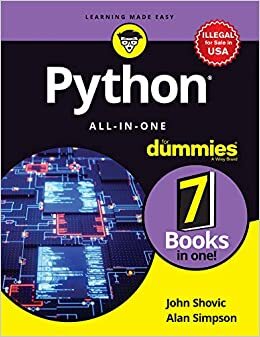 LEARNING MADE EASY
ILLEGAL
for Sale in
USA
Python®
ALL-IN-ONE
for
dummies
A Wiley Brand
7
Books
in one!
John Shovic
Alan Simpson